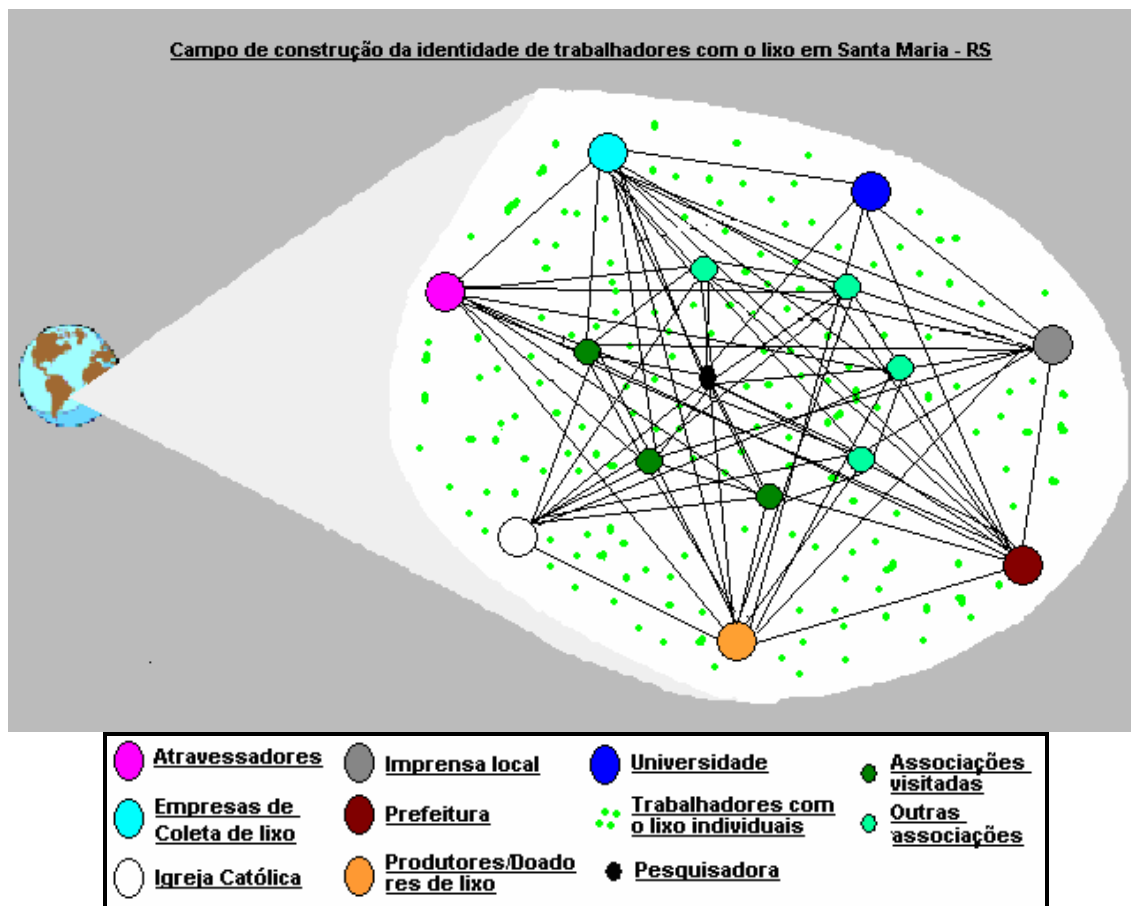 Campo de construção da identidade de trabalhadores com o lixo em Santa Maria - RS
Atravessadores
Empresas de
Coleta de lixo
Igreja Católica
Imprensa local
Prefeitura
Produtores/Doado
res de lixo
Universidade
Trabalhadores com
o lixo individuais
Pesquisadora
Associações
visitadas
Outras
associações